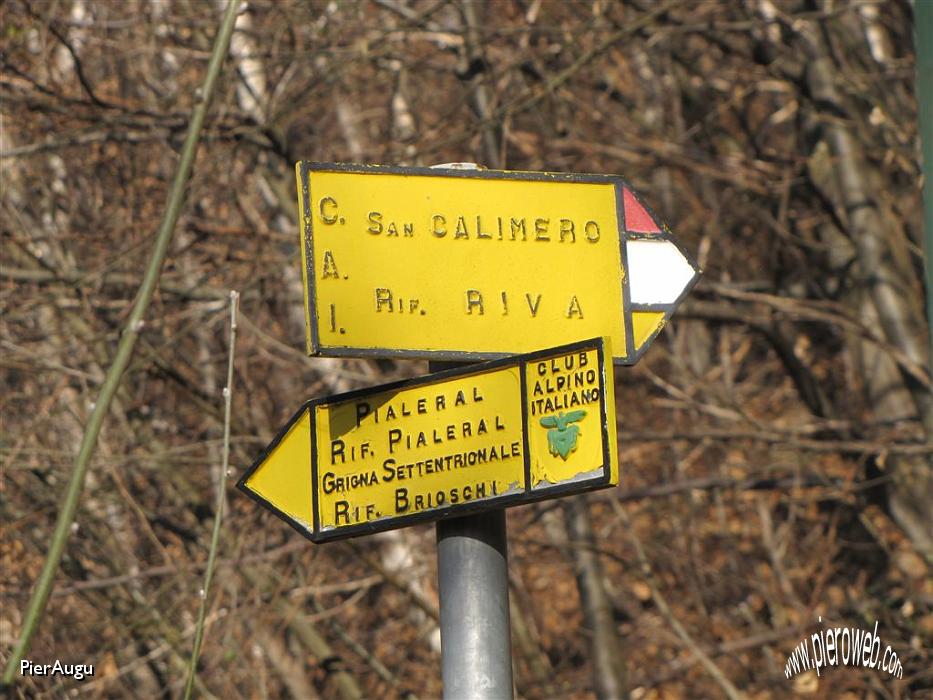 C. San CALIMERO
A.
I. Rif. RIVA
PIALERAL
RIF. PIALERAL
GRIGNA SETTENTRIONALE
RIF. BRIOSCHI
CLUB
ALPINO
ITALIANO
PierAugu
www.pieroweb.com